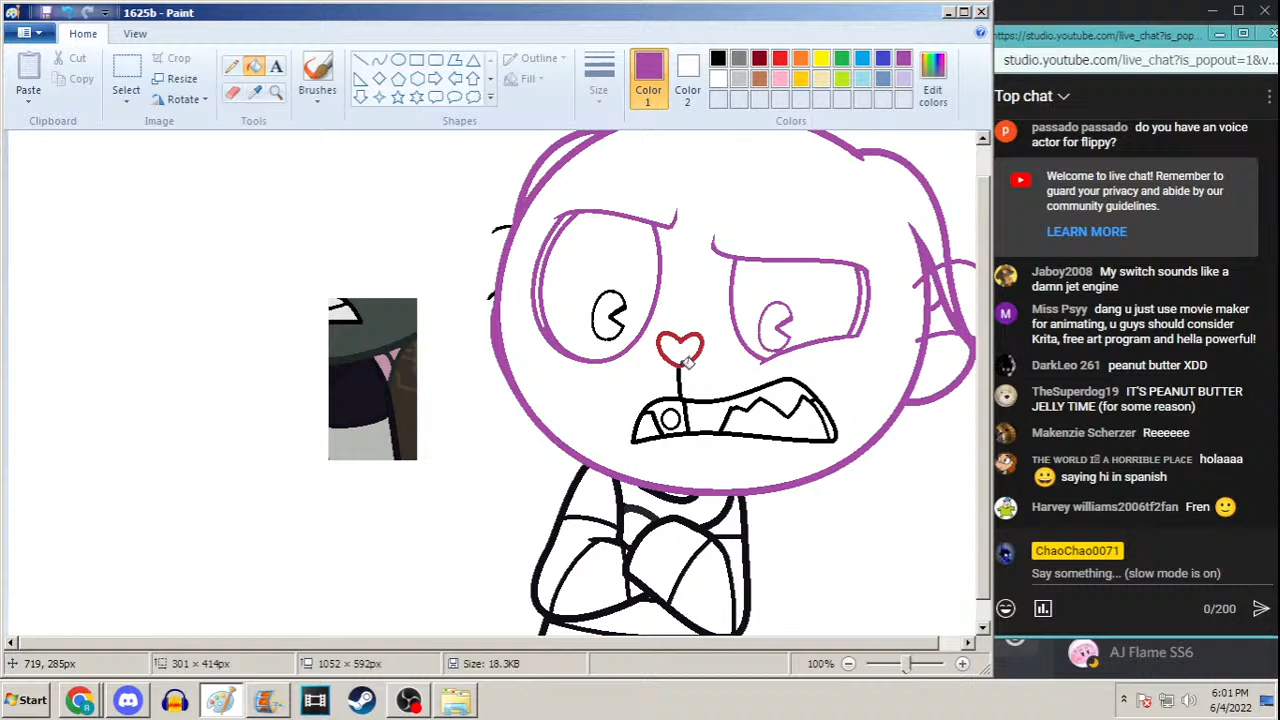 1625b - Paint
https://studio.youtube.com/live_chat?is_pop...
Home
View
studio.youtube.com/live_chat?is_popout=1&v...
Paste
Cut
Copy
Clipboard
Select
Crop
Resize
Rotate
Image
Tools
Brushes
Outline
Fill
Shapes
Size
Color
1
Color
2
Edit
colors
Colors
Top chat
passado passado do you have an voice
actor for flippy?
Welcome to live chat! Remember to
guard your privacy and abide by our
community guidelines.
LEARN MORE
Jaboy2008 My switch sounds like a
damn jet engine
Miss Psyy dang u just use movie maker
for animating, u guys should consider
Krita, free art program and hella powerful!
DarkLeo 261 peanut butter XDD
TheSuperdog19 IT'S PEANUT BUTTER
JELLY TIME (for some reason)
Makenzie Scherzer Reeeeee
holaaaa
saying hi in spanish
Harvey williams2006tf2fan Fren
ChaoChao0071
Say something... (slow mode is on)
0/200
AJ Flame SS6
719, 285px
301 × 414px
1052 × 592px
Size: 18.3KB
100%
Start
6:01 PM
6/4/2022